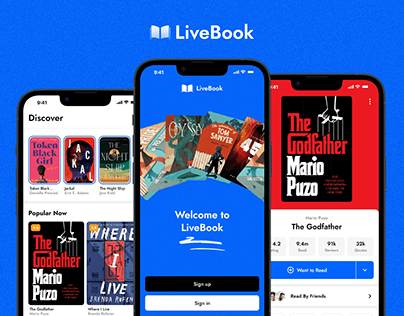 LiveBook
9:41
Discover
Token
Black
Girl
JACKAL
THE
NIGHT
SHIP
Token Black...
Danielle Prescod
Jackal
Erin E. Adams
The Night Ship
Jess Kidd
Popular Now
The
Godfather
Mario
Puzo
WHERE
I
LIVE
BRENDA RUFENER
The Godfather
Mario Puzo
Where I Live
Brenda Rufener
9:41
LiveBook
ODYSSEY
TOM
SAWYER
451
Welcome to
LiveBook
Sign up
Sign in
9:41
The
Godfather
Mario
Puzo
Mario Puzo
The Godfather
4.2
Rating
9.4m
Read
91k
Reviews
32k
Quotes
Want to Read
Read By Friends